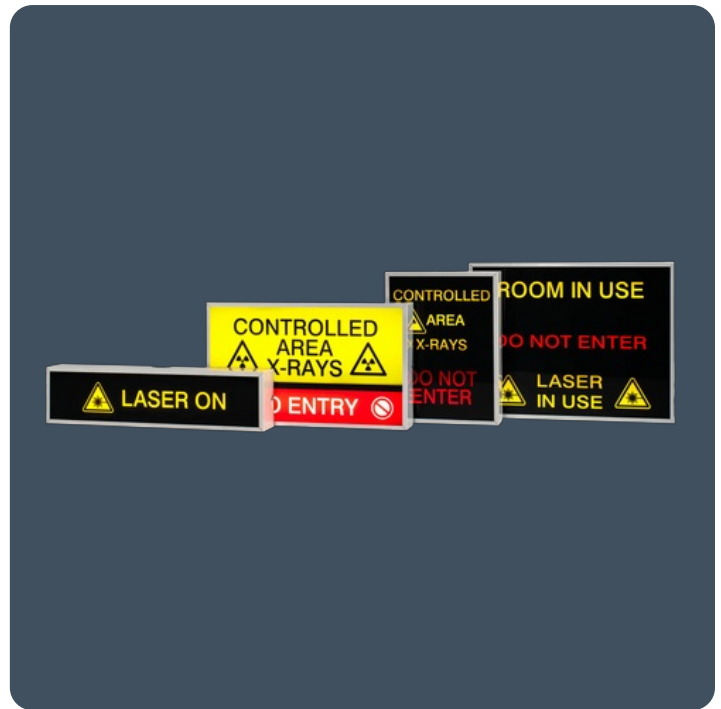 LASER ON
CONTROLLED
AREA
X-RAYS
ENTRY
CONTROLLED
AREA
X-RAYS
DO NOT
ENTER
ROOM IN USE
DO NOT ENTER
LASER
IN USE